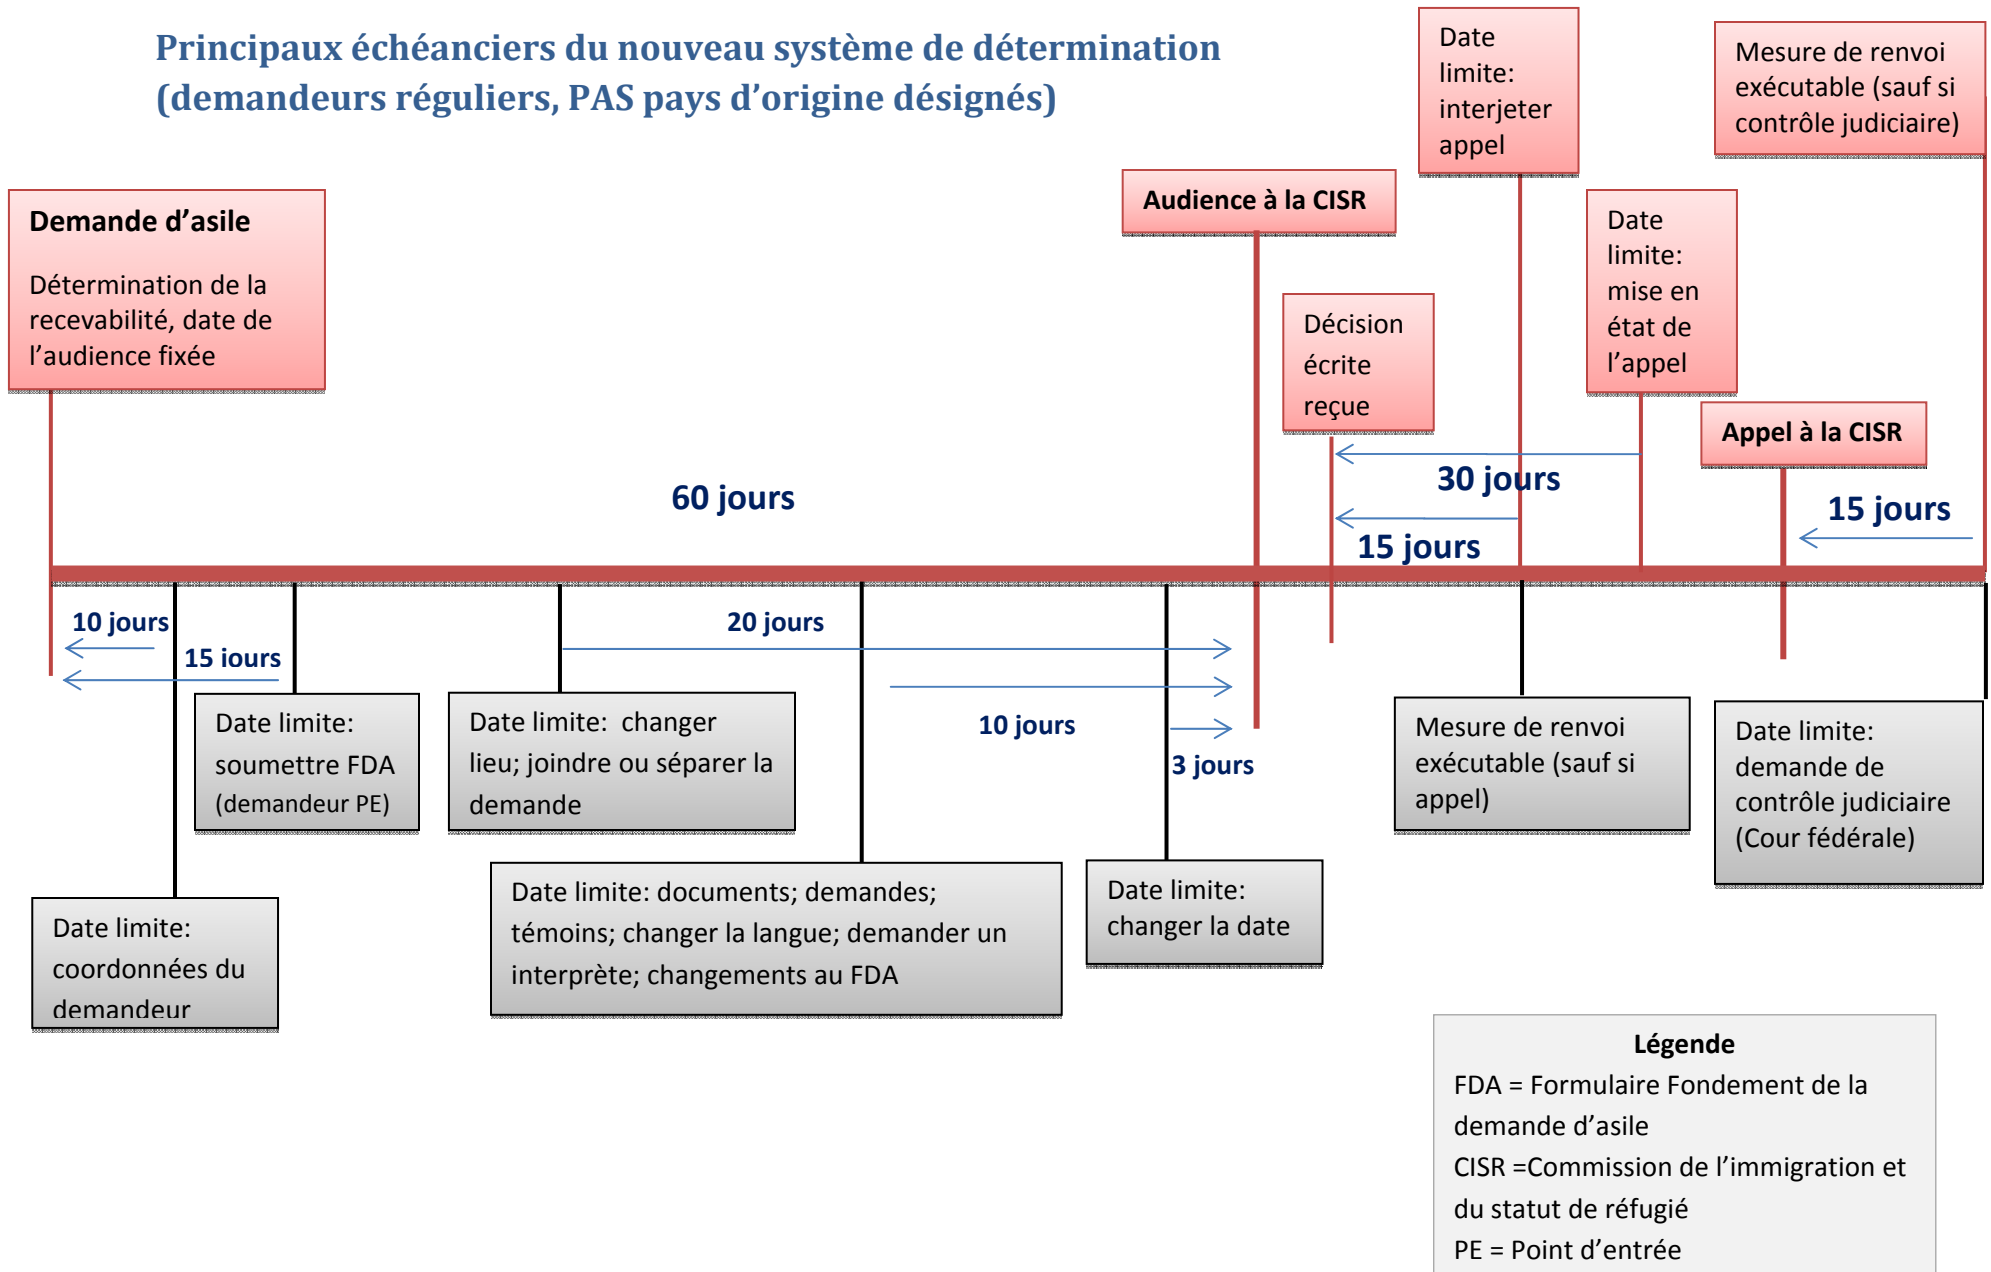 Principaux échéanciers du nouveau système de détermination
(demandeurs réguliers, PAS pays d'origine désignés)
Demande d'asile
Détermination de la
recevabilité, date de
l'audience fixée
Audience à la CISR
Décision
écrite
reçue
Date
limite:
interjeter
appel
Date
limite:
mise en
état de
l'appel
Mesure de renvoi
exécutable (sauf si
contrôle judiciaire)
Appel à la CISR
60 jours
30 jours
15 jours
15 jours
10 jours
15 jours
20 jours
10 jours
3 jours
Date limite:
coordonnées du
demandeur
Date limite:
soumettre FDA
(demandeur PE)
Date limite:  changer
lieu; joindre ou séparer la
demande
Date limite: documents; demandes;
témoins; changer la langue; demander un
interprète; changements au FDA
Date limite:
changer la date
Mesure de renvoi
exécutable (sauf si
appel)
Date limite:
demande de
contrôle judiciaire
(Cour fédérale)
Légende
FDA = Formulaire Fondement de la
demande d'asile
CISR =Commission de l'immigration et
du statut de réfugié
PE = Point d'entrée